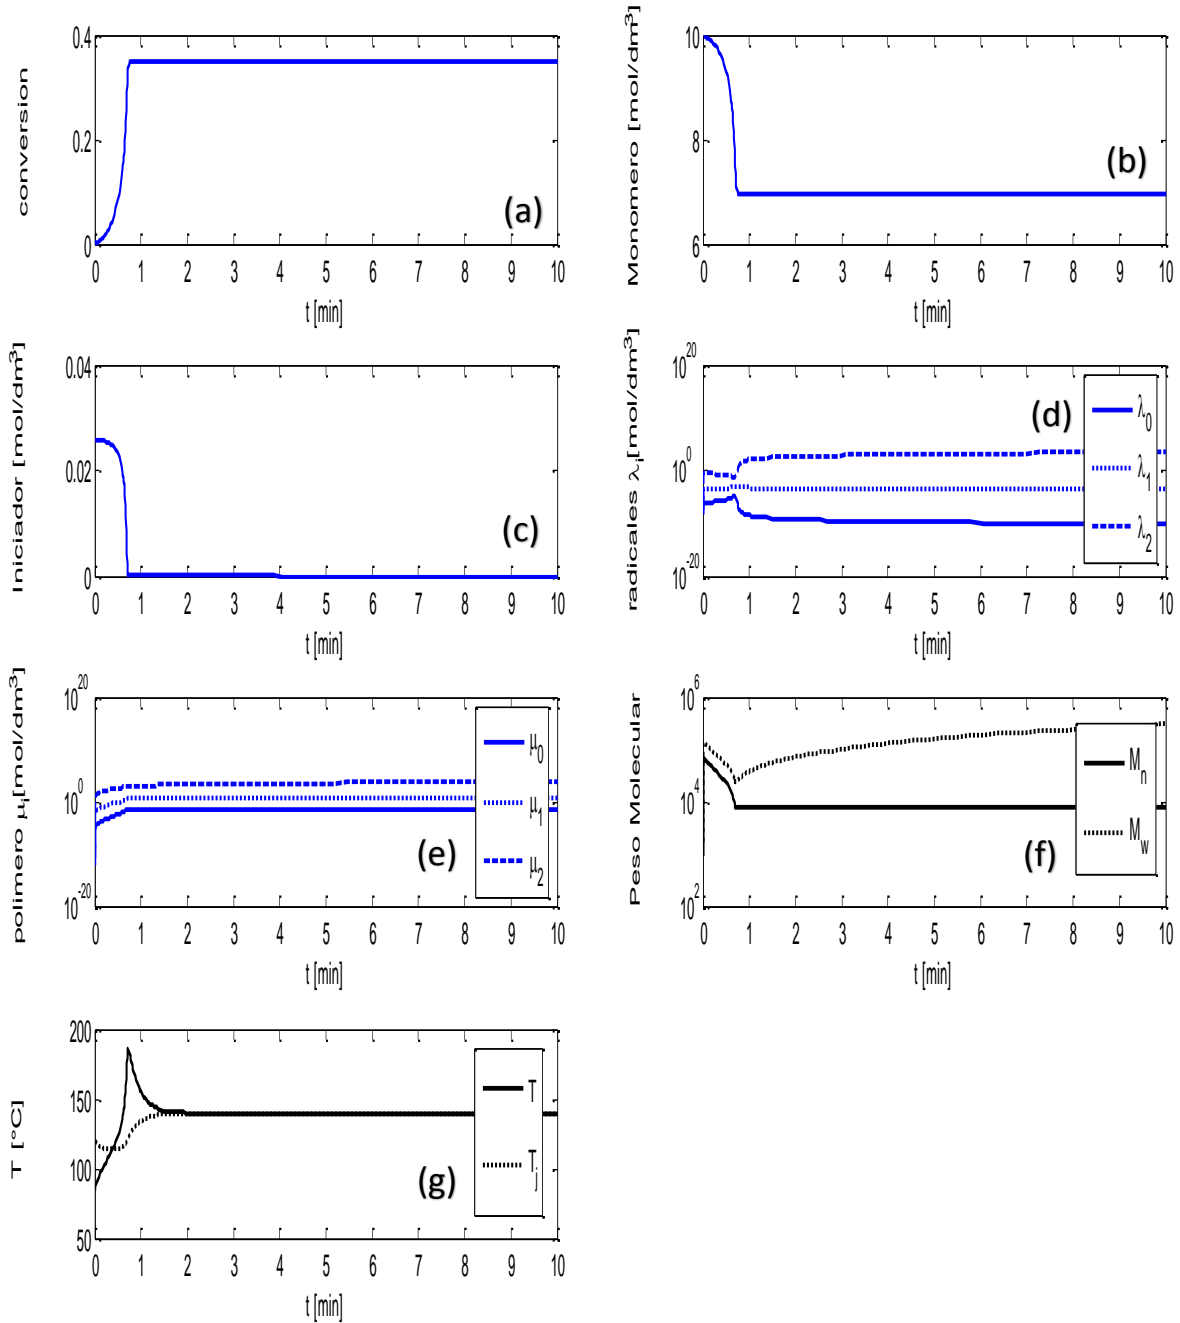 conversion
0.4
0.2
0
0 1 2 3 4 5 6 7 8 9 10
t [min]
(a)
Monomero [mol/dm³]
10
8
6
0 1 2 3 4 5 6 7 8 9 10
t [min]
(b)
Iniciador [mol/dm³]
0.04
0.02
0
0 1 2 3 4 5 6 7 8 9 10
t [min]
(c)
radicales λi[mol/dm³]
10^20
10^0
10^-20
0 1 2 3 4 5 6 7 8 9 10
t [min]
(d)
λ0
λ1
λ2
polimero μi[mol/dm³]
10^20
10^0
10^-20
0 1 2 3 4 5 6 7 8 9 10
t [min]
(e)
μ0
μ1
μ2
Peso Molecular
10^6
10^4
10^2
0 1 2 3 4 5 6 7 8 9 10
t [min]
(f)
Mn
Mw
T [°C]
200
150
100
50
0 1 2 3 4 5 6 7 8 9 10
t [min]
(g)
T
Tj